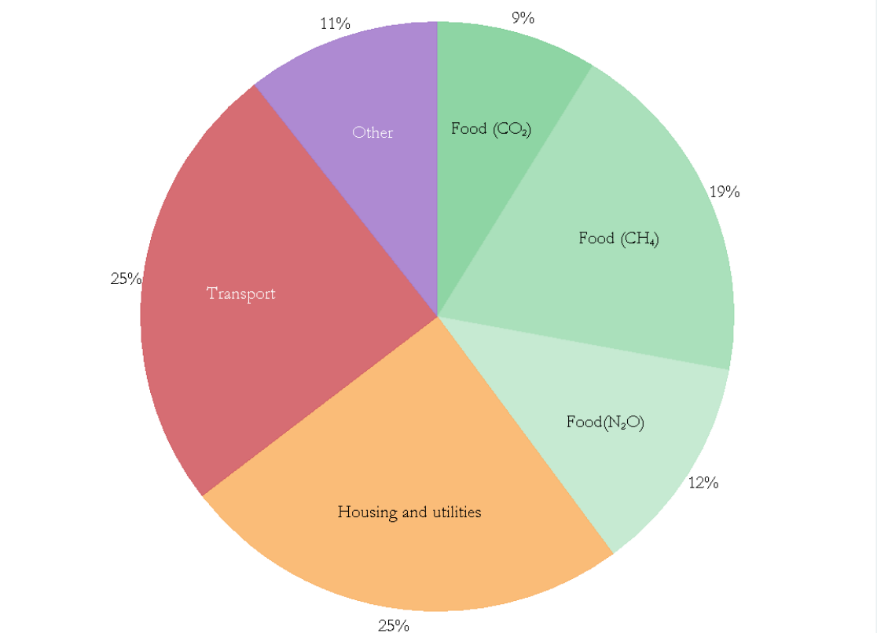 11%
9%
Other
Food (CO₂)
19%
Food (CH₄)
25%
Transport
Food(N₂O)
12%
Housing and utilities
25%